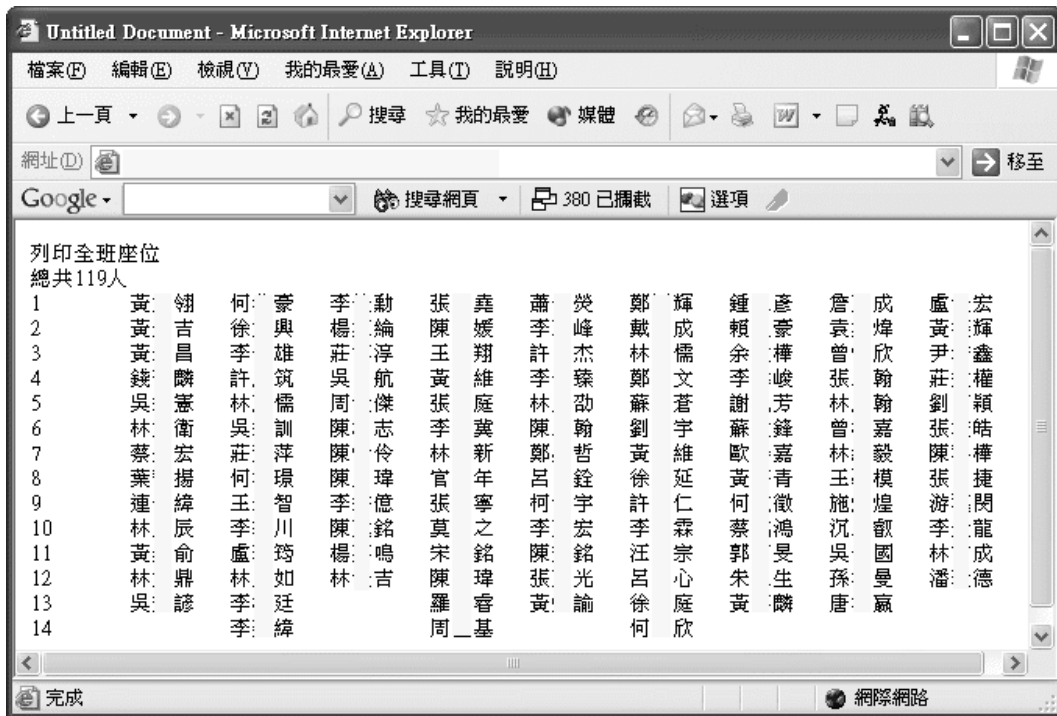 Untitled Document - Microsoft Internet Explorer
檔案(F) 編輯(E) 檢視(V) 我的最愛(A) 工具(T) 說明(H)
上一頁 搜尋 我的最愛 媒體
網址(D) 移至
Google 搜尋網頁 380 已攔截 選項
列印全班座位
總共119人
1 黃 翎 何 豪 李 勳 張 堯 蕭 熒 鄭 輝 鍾 彥 詹 成 盧 宏
2 黃 吉 徐 興 楊 綸 陳 媛 李 峰 戴 成 賴 豪 袁 煒 黃 輝
3 黃 昌 李 雄 莊 淳 王 翔 許 杰 林 儒 余 樺 曾 欣 尹 鑫
4 錢 麟 許 筑 吳 航 黃 維 李 臻 鄭 文 李 峻 張 翰 莊 權
5 吳 憲 林 儒 周 傑 張 庭 林 劭 蘇 蒼 謝 芳 林 翰 劉 穎
6 林 衛 吳 訓 陳 志 李 冀 陳 翰 劉 宇 蘇 鋒 曾 嘉 張 皓
7 蔡 宏 莊 萍 陳 伶 林 新 鄭 哲 黃 維 歐 嘉 林 毅 陳 樺
8 葉 揚 何 環 陳 瑋 官 年 呂 銓 徐 延 黃 青 王 模 張 捷
9 連 緯 王 智 李 億 張 寧 柯 宇 許 仁 何 徵 施 煌 游 閔
10 林 辰 李 川 陳 銘 莫 之 李 宏 李 霖 蔡 鴻 沉 叡 李 龍
11 黃 俞 盧 筠 楊 鳴 宋 銘 陳 銘 汪 宗 郭 旻 吳 國 林 成
12 林 鼎 林 如 林 吉 陳 瑋 張 光 呂 心 朱 生 孫 曼 潘 德
13 吳 諺 李 廷 羅 睿 黃 諭 徐 庭 黃 麟 唐 嬴
14 李 緯 周 基 何 欣
完成 網際網路